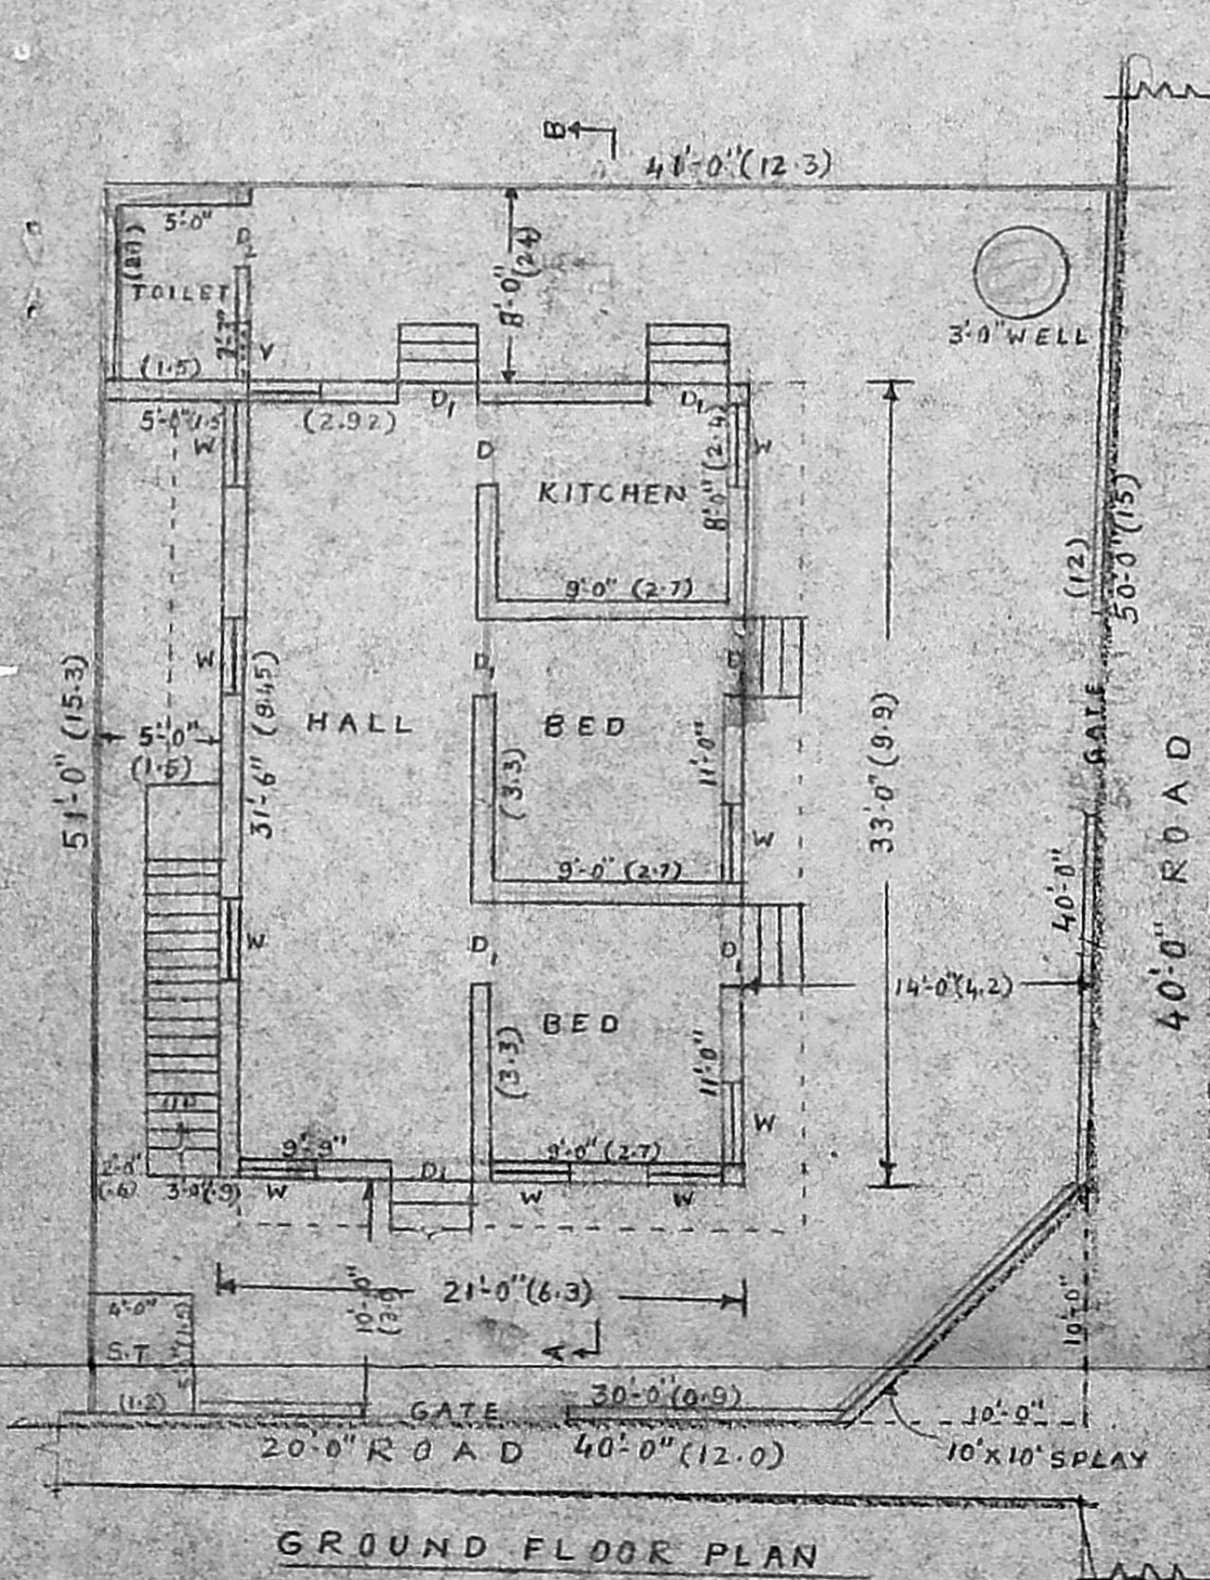 B
41'-0"(12.3)
5'-0"
D
(2.1)
TOILET
8'-0"
(2.4)
3'-0" WELL
7'-2"
V
(1.5)
5'-0"(1.5
(2.92)
D1
D1
W
D
8'-0" (2.4)
W
KITCHEN
9'-0" (2.7)
(12)
50'-0" (15)
51'-0" (15.3)
W
31'-6" (9.45)
D1
HALL
BED
GATE
5'-0"
(1.5)
(3.3)
11'-0"
33'-0" (9.9)
40'-0" ROAD
W
9'-0" (2.7)
40'-0"
W
D1
D1
14'-0"(4.2)
BED
(3.3)
11'-0"
UP
W
9'-9"
9'-0" (2.7)
2'-0"
(.6)
3'-0"(.9)
W
D1
W
W
21'-0"(6.3)
10'-0"
4'-0"
S.T
A
(1.2)
GATE
30'-0"(0.9)
10'-0"
20'-0" ROAD 40'-0"(12.0)
10'X10' SPLAY
GROUND FLOOR PLAN